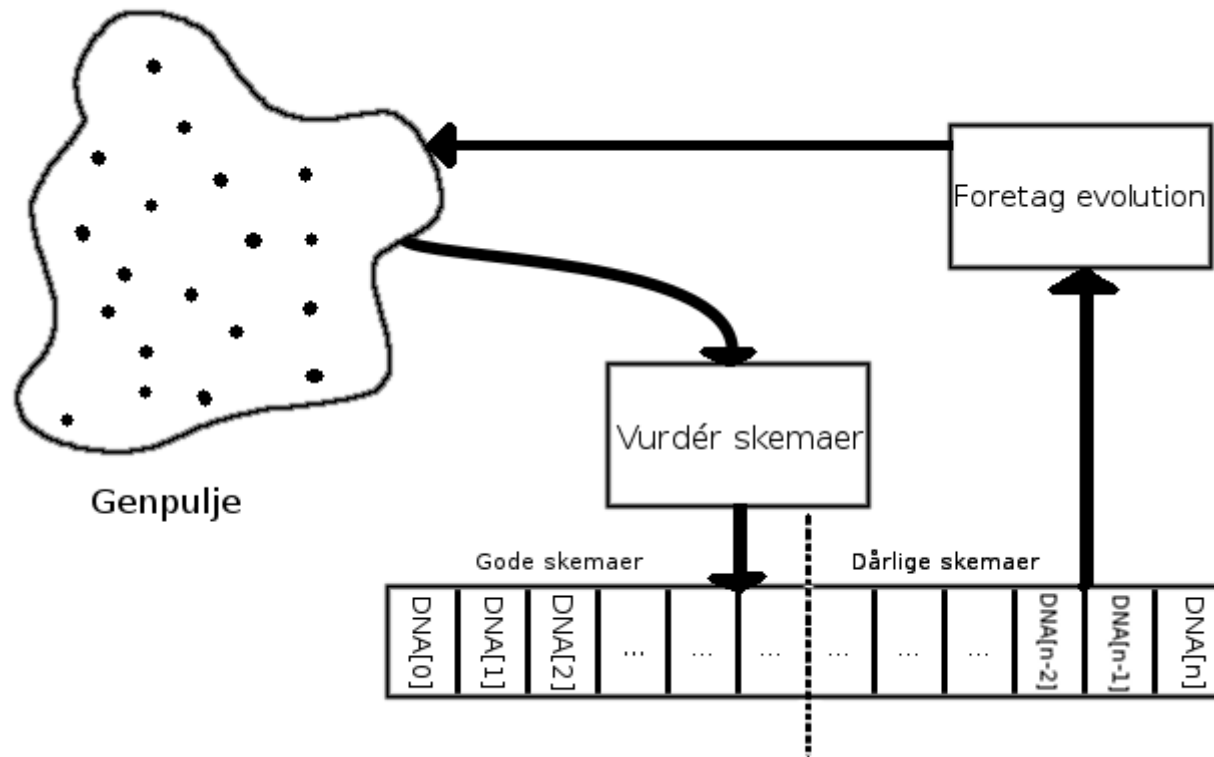 Foretag evolution
Vurdér skemaer
Genpulje
Gode skemaer
Dårlige skemaer
DNA[0]
DNA[1]
DNA[2]
...
...
...
...
...
...
DNA[n-2]
DNA[n-1]
DNA[n]